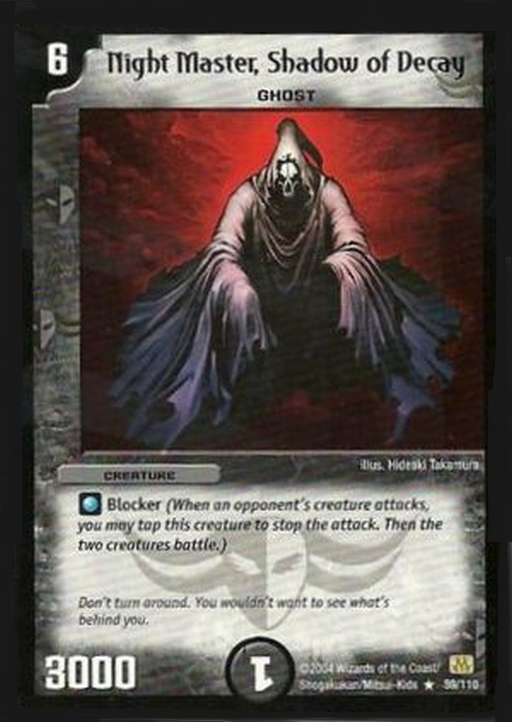 6
Night Master, Shadow of Decay
GHOST
illus. Hideaki Takamura
CREATURE
Blocker (When an opponent's creature attacks,
you may tap this creature to stop the attack. Then the
two creatures battle.)
Don't turn around. You wouldn't want to see what's
behind you.
3000
1
©2004 Wizards of the Coast/
Shogakukan/Mitsui-Kids ★ /110